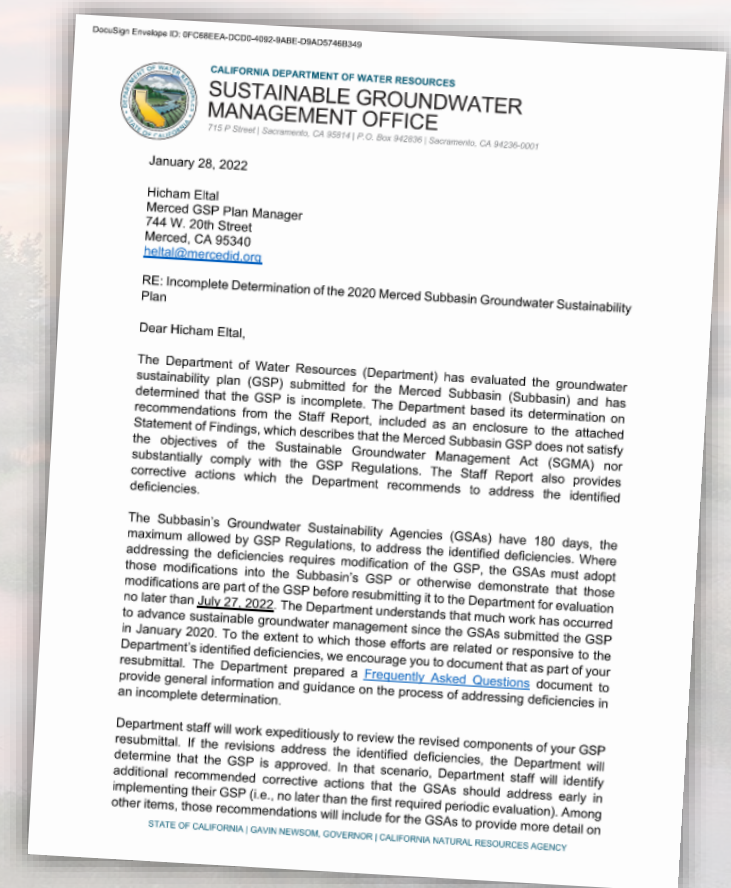 DocuSign Envelope ID: 0FC68EEA-DCD0-4092-9ABE-D9AD5746B349
CALIFORNIA DEPARTMENT OF WATER RESOURCES
SUSTAINABLE GROUNDWATER
MANAGEMENT OFFICE
715 P Street | Sacramento, CA 95814 | P.O. Box 942836 | Sacramento, CA 94236-0001
DEPARTMENT OF WATER RESOURCES
STATE OF CALIFORNIA
January 28, 2022
Hicham Eltal
Merced GSP Plan Manager
744 W. 20th Street
Merced, CA 95340
heltal@mercedid.org
RE: Incomplete Determination of the 2020 Merced Subbasin Groundwater Sustainability
Plan
Dear Hicham Eltal,
The Department of Water Resources (Department) has evaluated the groundwater
sustainability plan (GSP) submitted for the Merced Subbasin (Subbasin) and has
determined that the GSP is incomplete. The Department based its determination on
recommendations from the Staff Report, included as an enclosure to the attached
Statement of Findings, which describes that the Merced Subbasin GSP does not satisfy
the objectives of the Sustainable Groundwater Management Act (SGMA) nor
substantially comply with the GSP Regulations. The Staff Report also provides
corrective actions which the Department recommends to address the identified
deficiencies.
The Subbasin's Groundwater Sustainability Agencies (GSAs) have 180 days, the
maximum allowed by GSP Regulations, to address the identified deficiencies. Where
addressing the deficiencies requires modification of the GSP, the GSAs must adopt
those modifications into the Subbasin's GSP or otherwise demonstrate that those
modifications are part of the GSP before resubmitting it to the Department for evaluation
no later than July 27, 2022. The Department understands that much work has occurred
to advance sustainable groundwater management since the GSAs submitted the GSP
in January 2020. To the extent to which those efforts are related or responsive to the
Department's identified deficiencies, we encourage you to document that as part of your
resubmittal. The Department prepared a Frequently Asked Questions document to
provide general information and guidance on the process of addressing deficiencies in
an incomplete determination.
Department staff will work expeditiously to review the revised components of your GSP
resubmittal. If the revisions address the identified deficiencies, the Department will
determine that the GSP is approved. In that scenario, Department staff will identify
additional recommended corrective actions that the GSAs should address early in
implementing their GSP (i.e., no later than the first required periodic evaluation). Among
other items, those recommendations will include for the GSAs to provide more detail on
STATE OF CALIFORNIA | GAVIN NEWSOM, GOVERNOR | CALIFORNIA NATURAL RESOURCES AGENCY